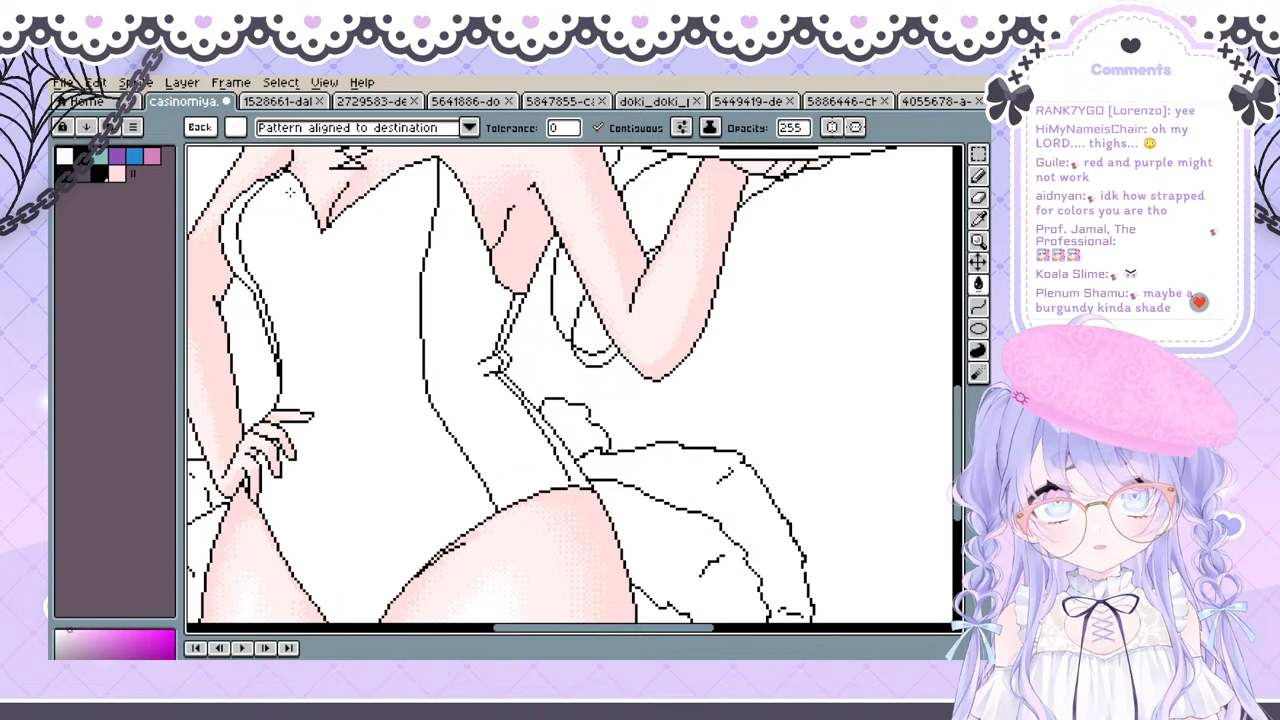 File Edit Sprite Layer Frame Select View Help
Home casinomiya. 1528661-dal 2729583-de 5641886-do 5847855-ca doki_doki_ 5449419-de 5886446-ch 4055678-a
Back Pattern aligned to destination Tolerance: 0 Contiguous Opacity: 255
Comments
RANK7YGO [Lorenzo]: yee
HiMyNameisChair: oh my
LORD.... thighs...
Guile: red and purple might
not work
aidnyan: idk how strapped
for colors you are tho
Prof. Jamal, The
Professional:
Koala Slime:
Plenum Shamu: maybe a
burgundy kinda shade